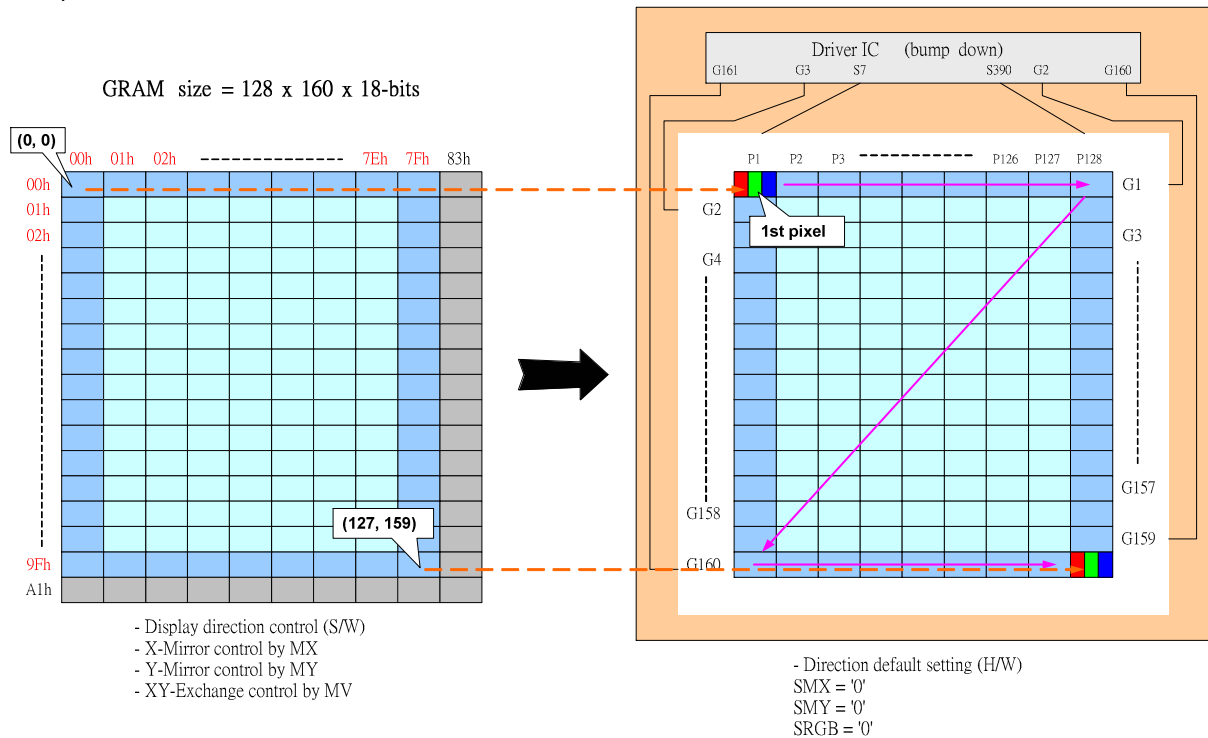 GRAM size = 128 x 160 x 18-bits
(0, 0)
00h 01h 02h 7Eh 7Fh 83h
00h
01h
02h
(127, 159)
9Fh
A1h
- Display direction control (S/W)
- X-Mirror control by MX
- Y-Mirror control by MY
- XY-Exchange control by MV
Driver IC (bump down)
G161 G3 S7 S390 G2 G160
P1 P2 P3 P126 P127 P128
G1
G2
1st pixel
G3
G4
G157
G158
G159
G160
- Direction default setting (H/W)
SMX = '0'
SMY = '0'
SRGB = '0'